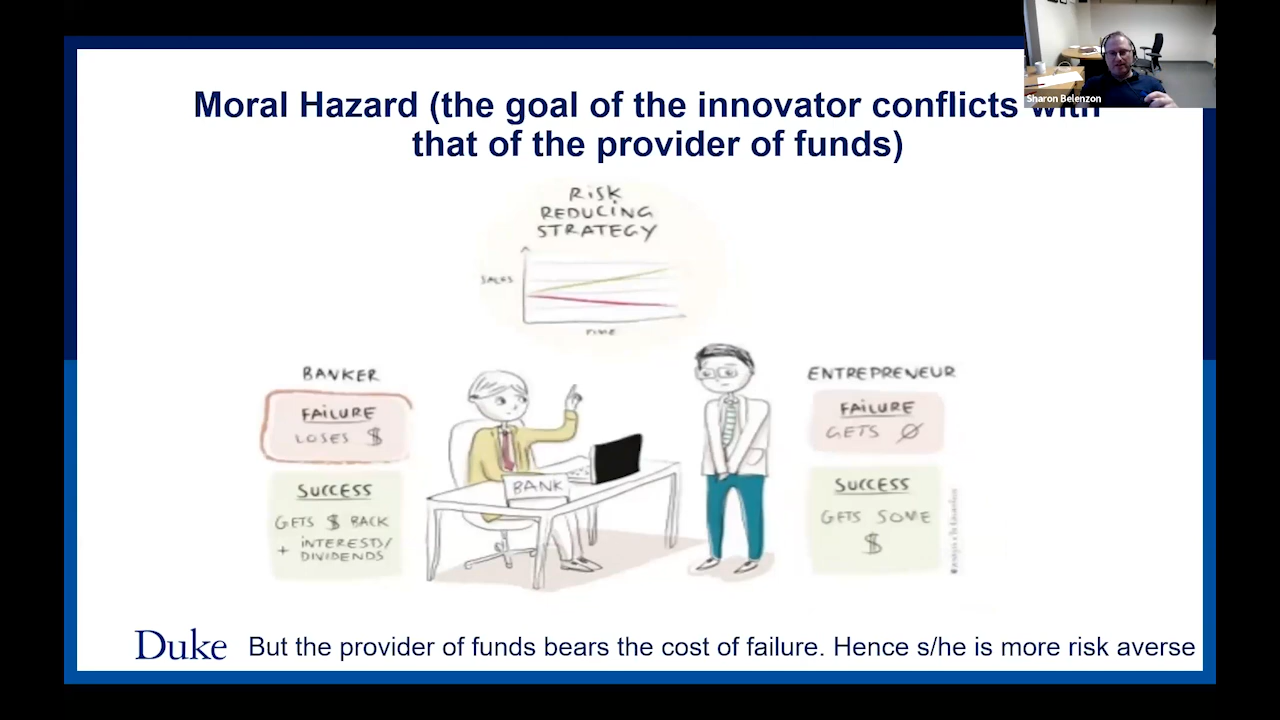 Sharon Belenzon
Moral Hazard (the goal of the innovator conflicts with
that of the provider of funds)
RISK
REDUCING
STRATEGY
SALES
TIME
BANKER
FAILURE
LOSES $
SUCCESS
GETS $ BACK
+ INTERESTS/
DIVIDENDS
BANK
ENTREPRENEUR
FAILURE
GETS Ø
SUCCESS
GETS SOME
$
Duke
But the provider of funds bears the cost of failure. Hence s/he is more risk averse